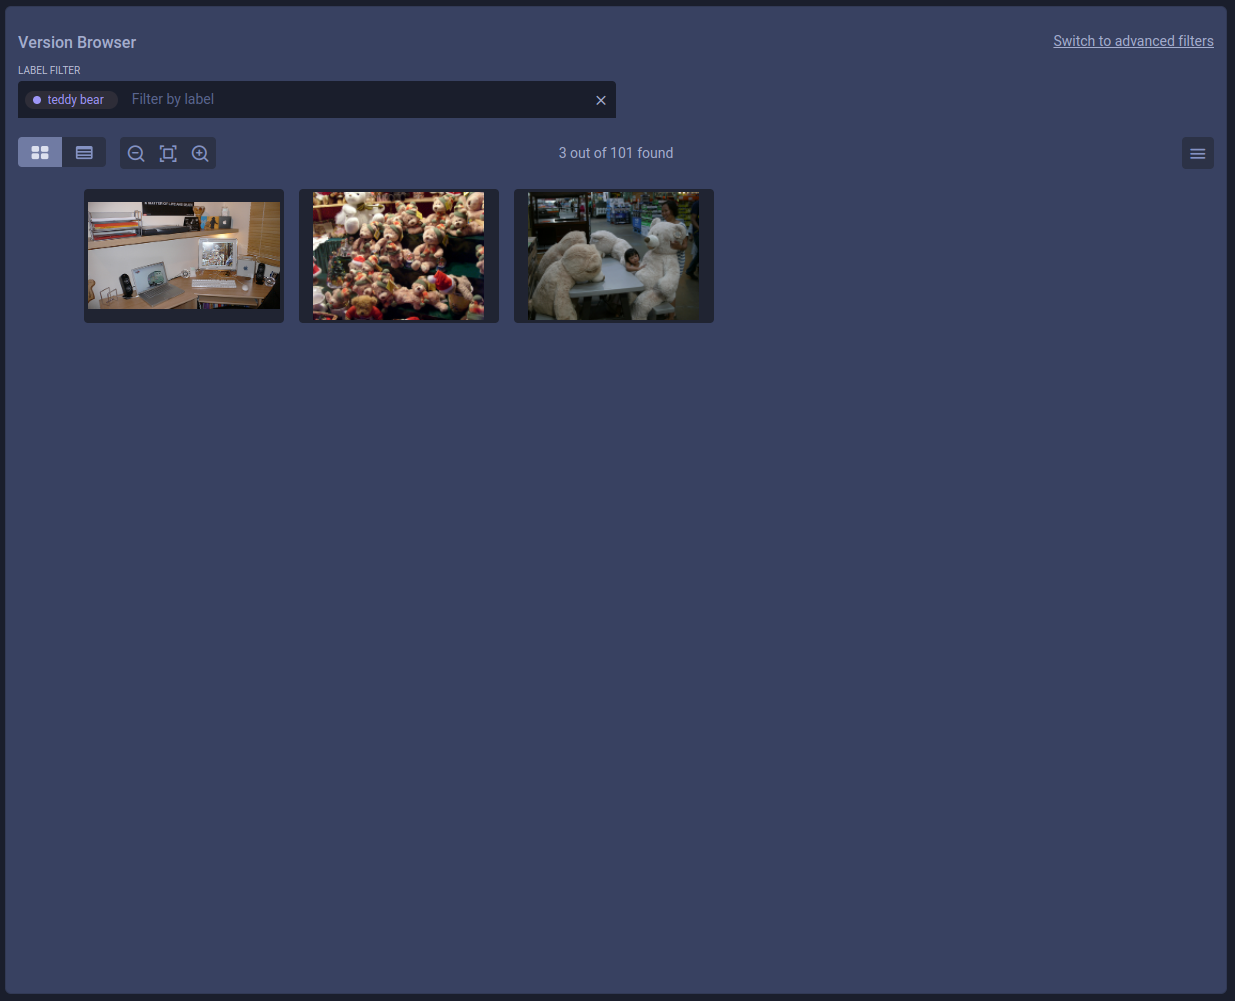 Version Browser
Switch to advanced filters
LABEL FILTER
teddy bear
Filter by label
3 out of 101 found